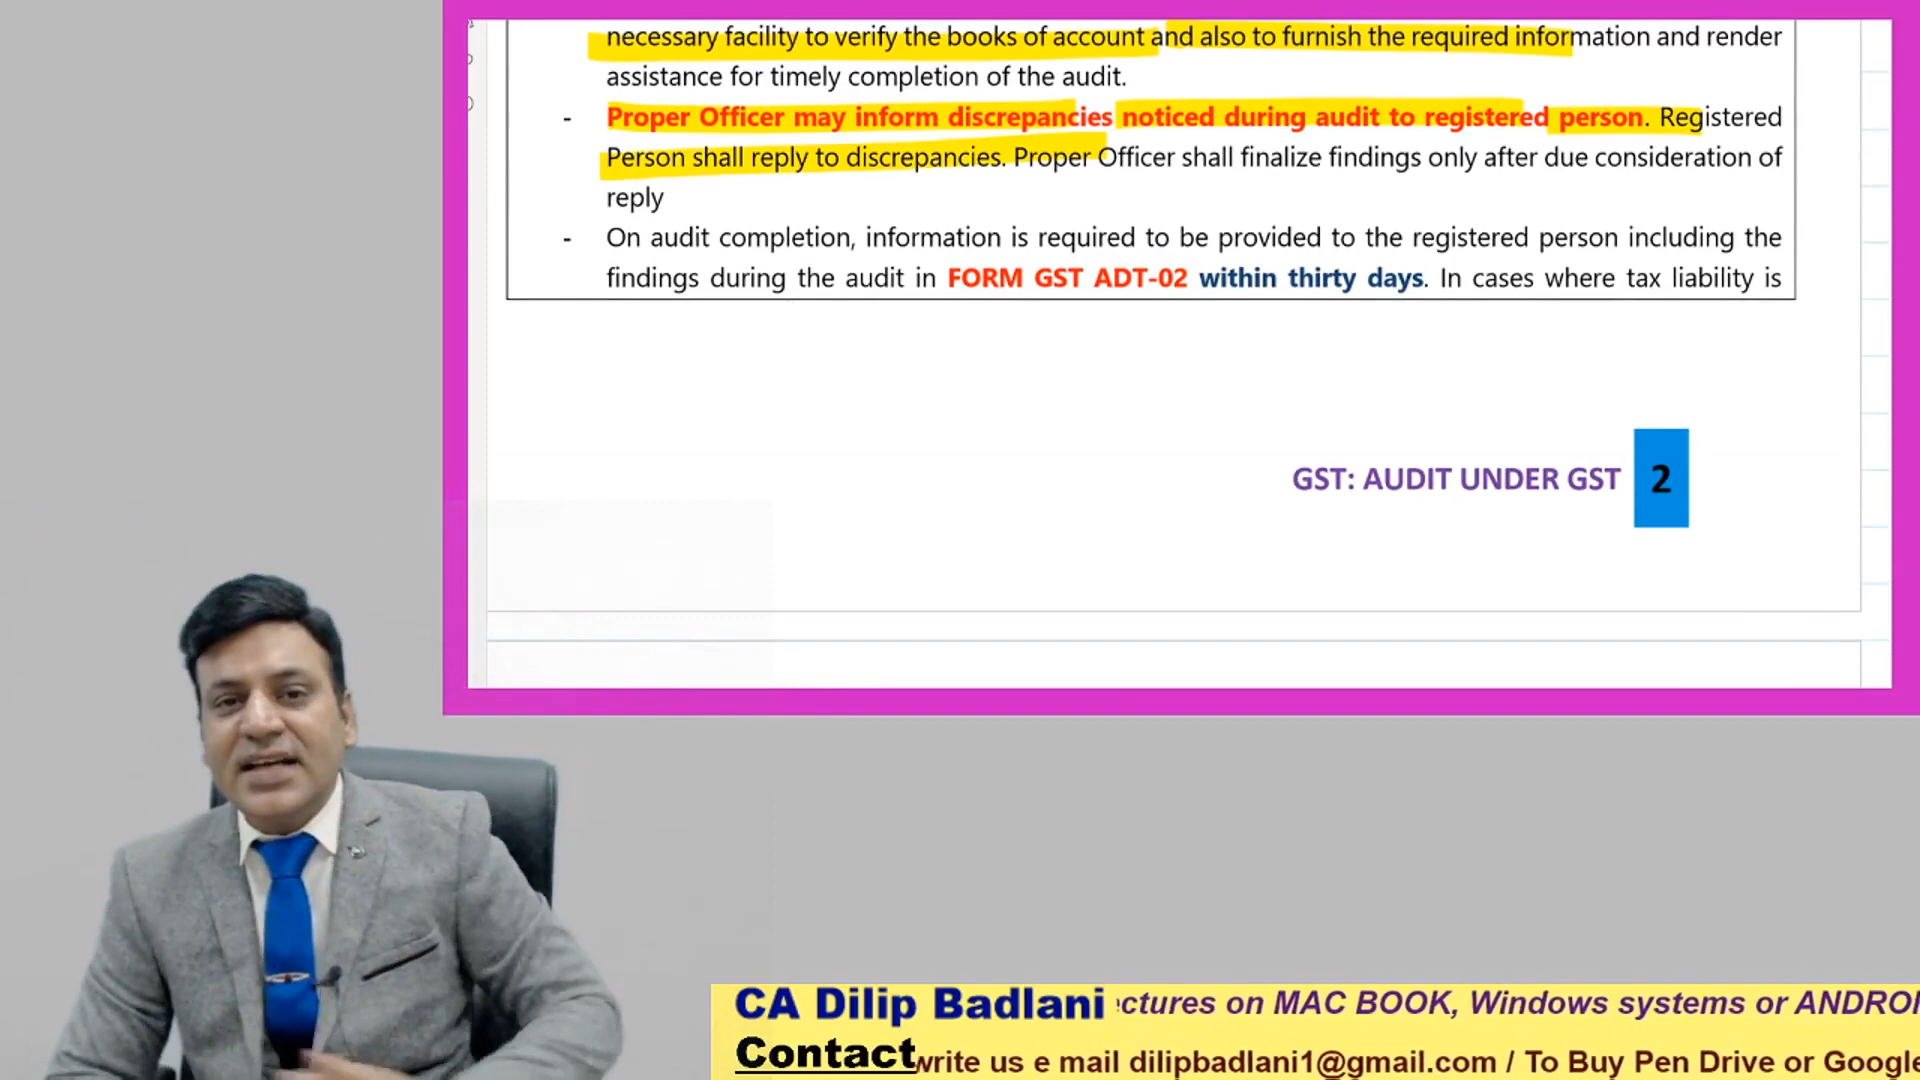 necessary facility to verify the books of account and also to furnish the required information and render
assistance for timely completion of the audit.
- Proper Officer may inform discrepancies noticed during audit to registered person. Registered
Person shall reply to discrepancies. Proper Officer shall finalize findings only after due consideration of
reply
- On audit completion, information is required to be provided to the registered person including the
findings during the audit in FORM GST ADT-02 within thirty days. In cases where tax liability is
GST: AUDIT UNDER GST 2
CA Dilip Badlani ectures on MAC BOOK, Windows systems or ANDRO
Contact write us e mail dilipbadlani1@gmail.com / To Buy Pen Drive or Google